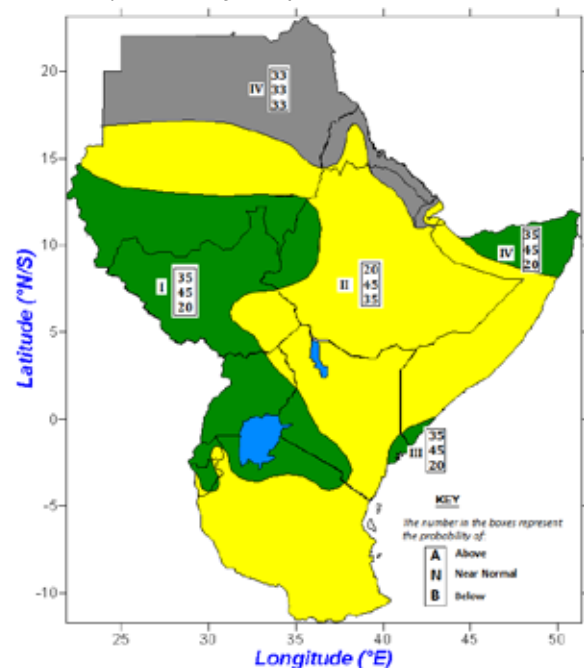 20
15
10
5
0
-5
-10
Latitude (°N/S)
25
30
35
40
45
50
Longitude (°E)
IV
33
33
33
I
35
45
20
II
20
45
35
IV
35
45
20
III
35
45
20
KEY
The number in the boxes represent
the probability of:
A Above
N Near Normal
B Below